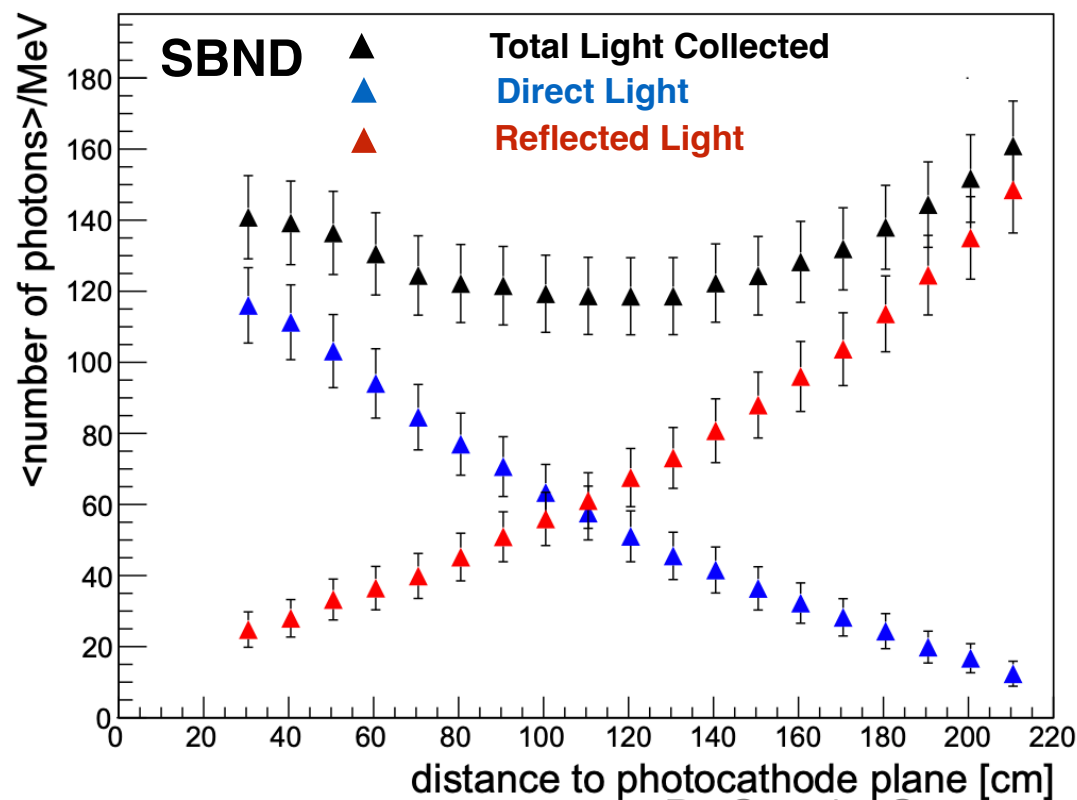 SBND
Total Light Collected
Direct Light
Reflected Light
<number of photons>/MeV
180
160
140
120
100
80
60
40
20
0
0 20 40 60 80 100 120 140 160 180 200 220
distance to photocathode plane [cm]